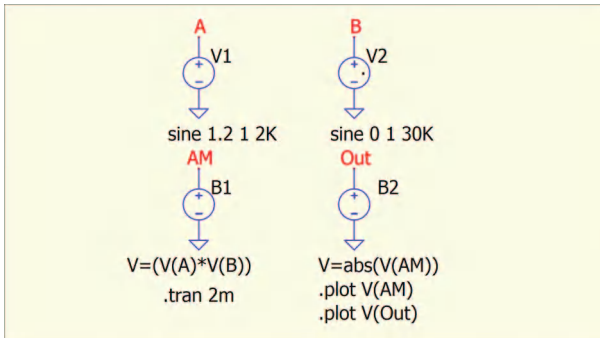 A
V1
sine 1.2 1 2K
B
V2
sine 0 1 30K
AM
B1
V=(V(A)*V(B))
.tran 2m
Out
B2
V=abs(V(AM))
.plot V(AM)
.plot V(Out)